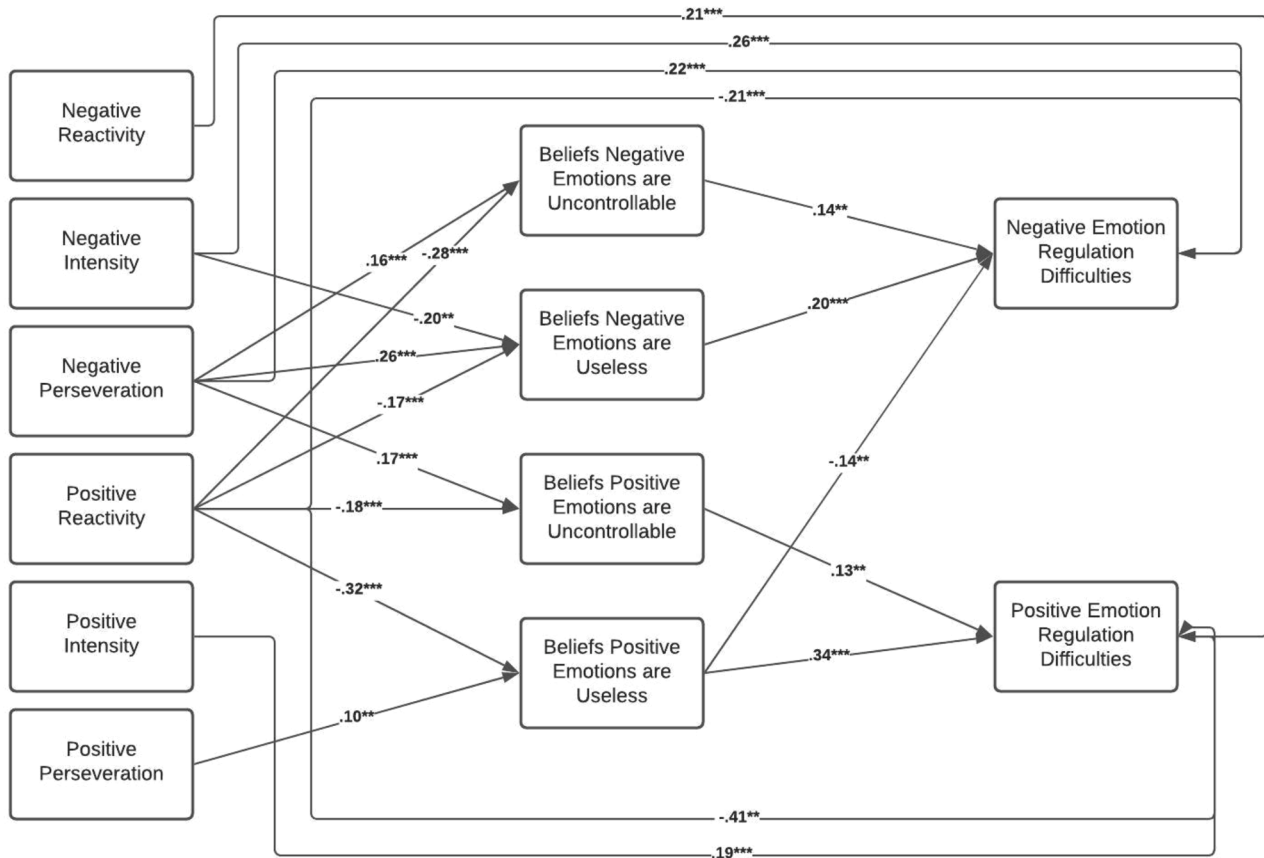 .21***
.26***
.22***
-.21***
Negative
Reactivity
Negative
Intensity
Negative
Perseveration
Positive
Reactivity
Positive
Intensity
Positive
Perseveration
Beliefs Negative
Emotions are
Uncontrollable
Beliefs Negative
Emotions are
Useless
Beliefs Positive
Emotions are
Uncontrollable
Beliefs Positive
Emotions are
Useless
Negative Emotion
Regulation
Difficulties
Positive Emotion
Regulation
Difficulties
.16***
-.28***
-.20**
.26***
-.17***
.17***
-.18***
-.32***
.10**
.14**
.20***
-.14**
.13**
.34***
-.41**
.19***